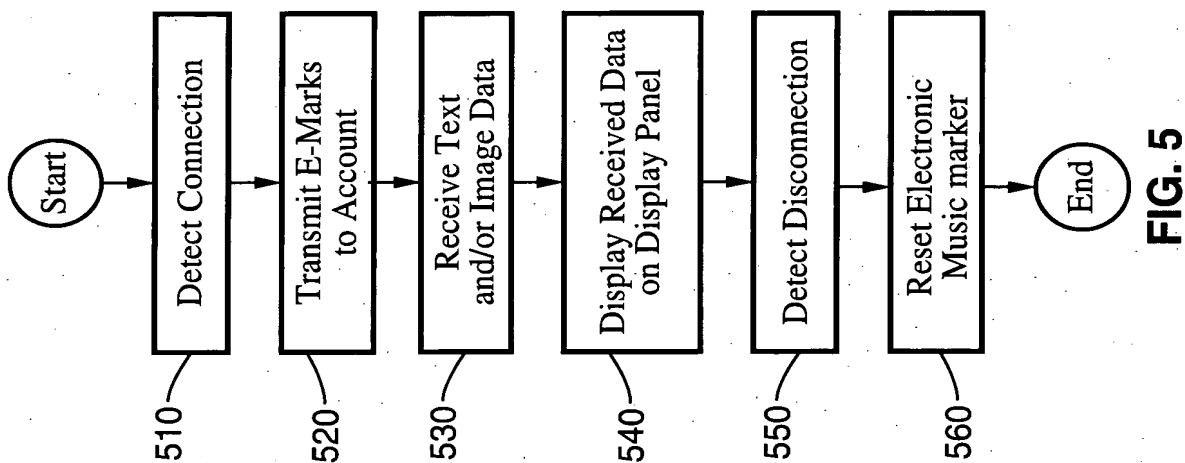 Start
510
Detect Connection
520
Transmit E-Marks
to Account
530
Receive Text
and/or Image Data
540
Display Received Data
on Display Panel
550
Detect Disconnection
560
Reset Electronic
Music marker
End
FIG. 5